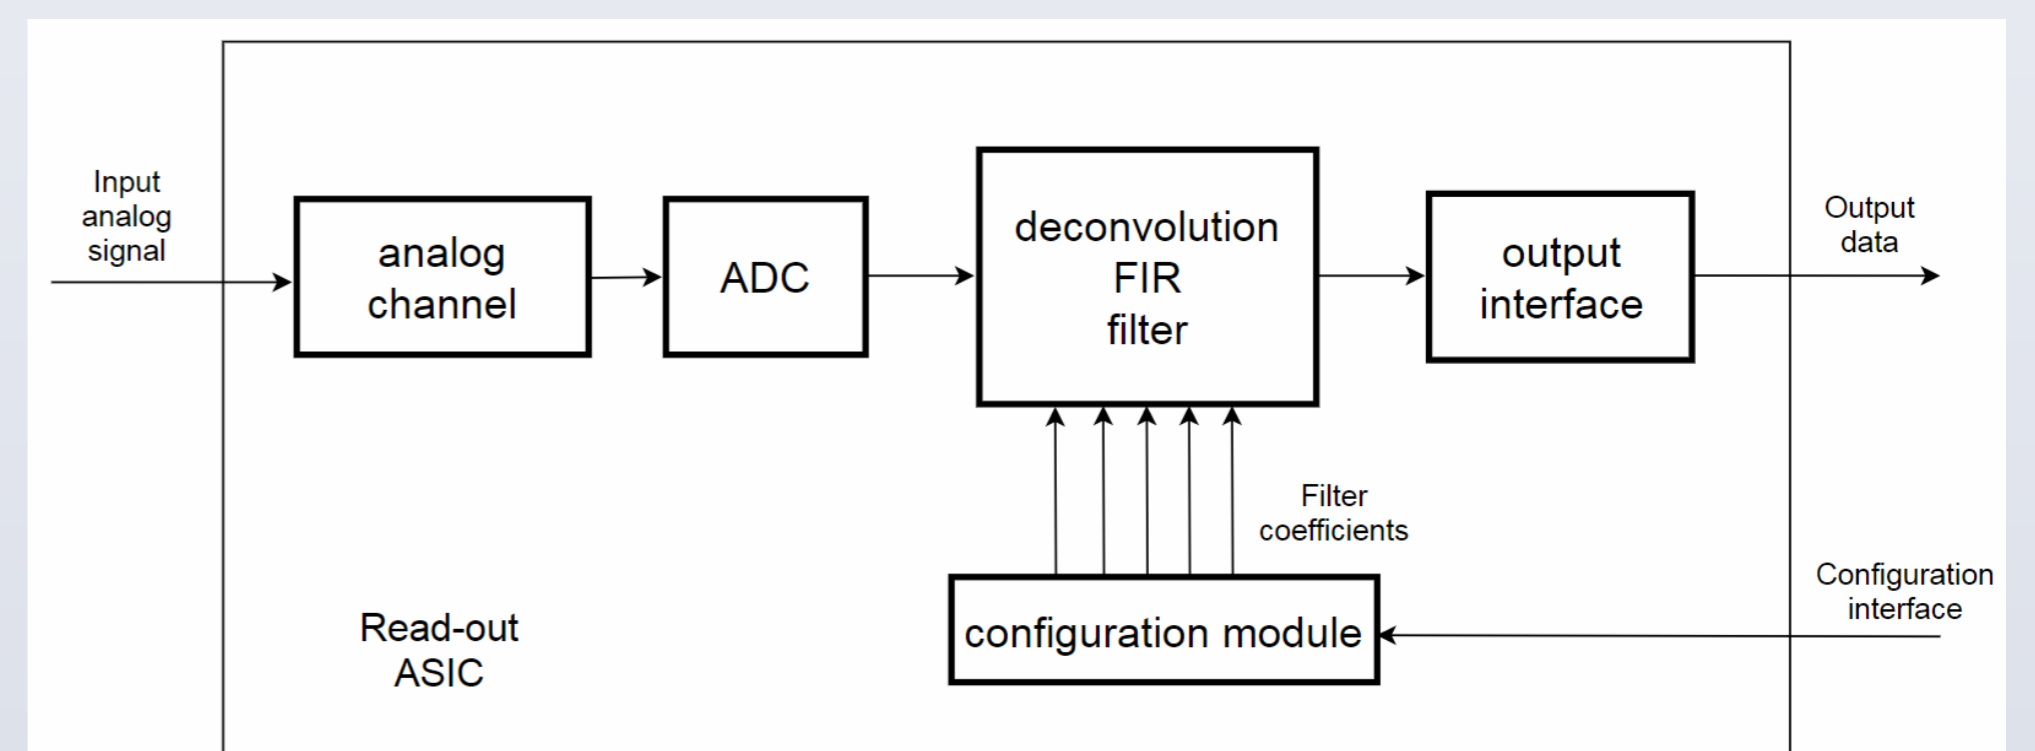 Input
analog
signal
analog
channel
ADC
deconvolution
FIR
filter
output
interface
Output
data
Filter
coefficients
configuration module
Configuration
interface
Read-out
ASIC